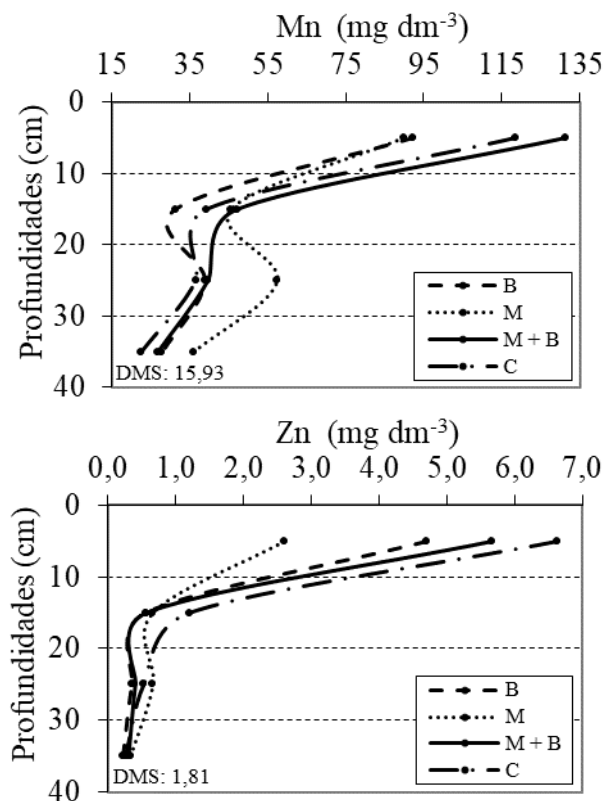 Mn (mg dm-3)
15 35 55 75 95 115 135
Profundidades (cm)
0
10
20
30
40
B
M
M + B
C
DMS: 15,93
Zn (mg dm-3)
0,0 1,0 2,0 3,0 4,0 5,0 6,0 7,0
Profundidades (cm)
0
10
20
30
40
B
M
M + B
C
DMS: 1,81